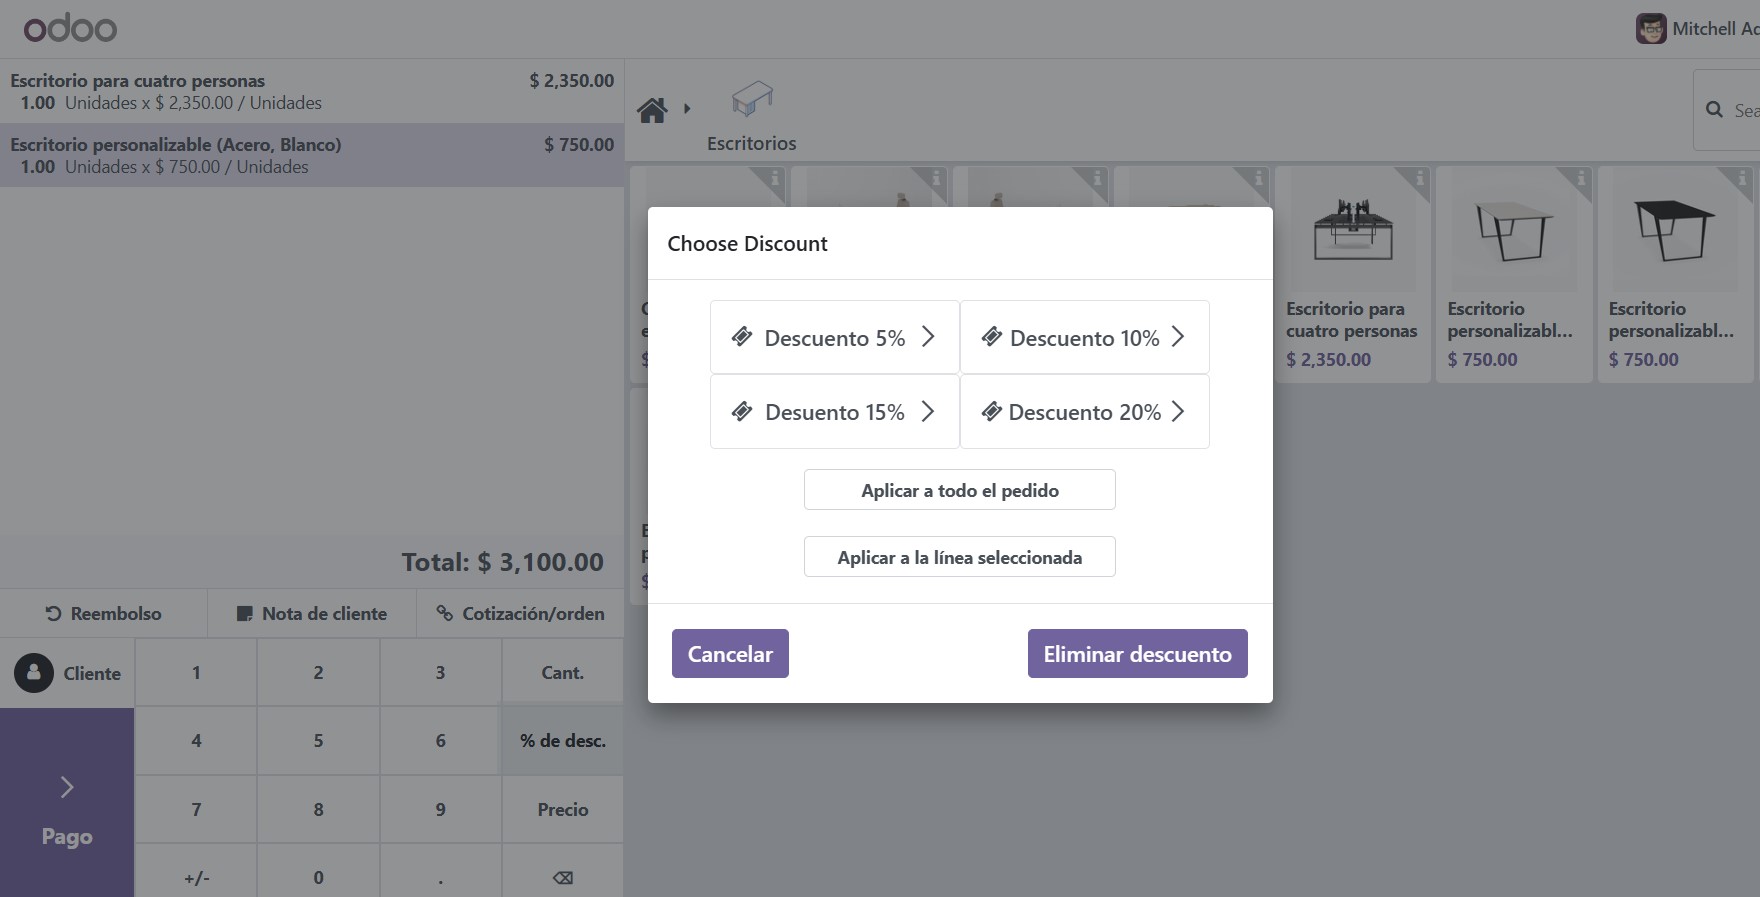 odoo
Mitchell
Escritorio para cuatro personas $ 2,350.00
1.00 Unidades x $ 2,350.00 / Unidades
Escritorio personalizable (Acero, Blanco) $ 750.00
1.00 Unidades x $ 750.00 / Unidades
Escritorios
Escritorio para
cuatro personas
$ 2,350.00
Escritorio
personalizabl...
$ 750.00
Escritorio
personalizabl...
$ 750.00
Choose Discount
Descuento 5%
Descuento 10%
Desuento 15%
Descuento 20%
Aplicar a todo el pedido
Aplicar a la línea seleccionada
Cancelar
Eliminar descuento
Total: $ 3,100.00
Reembolso
Nota de cliente
Cotización/orden
Cliente
1 2 3 Cant.
4 5 6 % de desc.
7 8 9 Precio
+/- 0 .
Pago